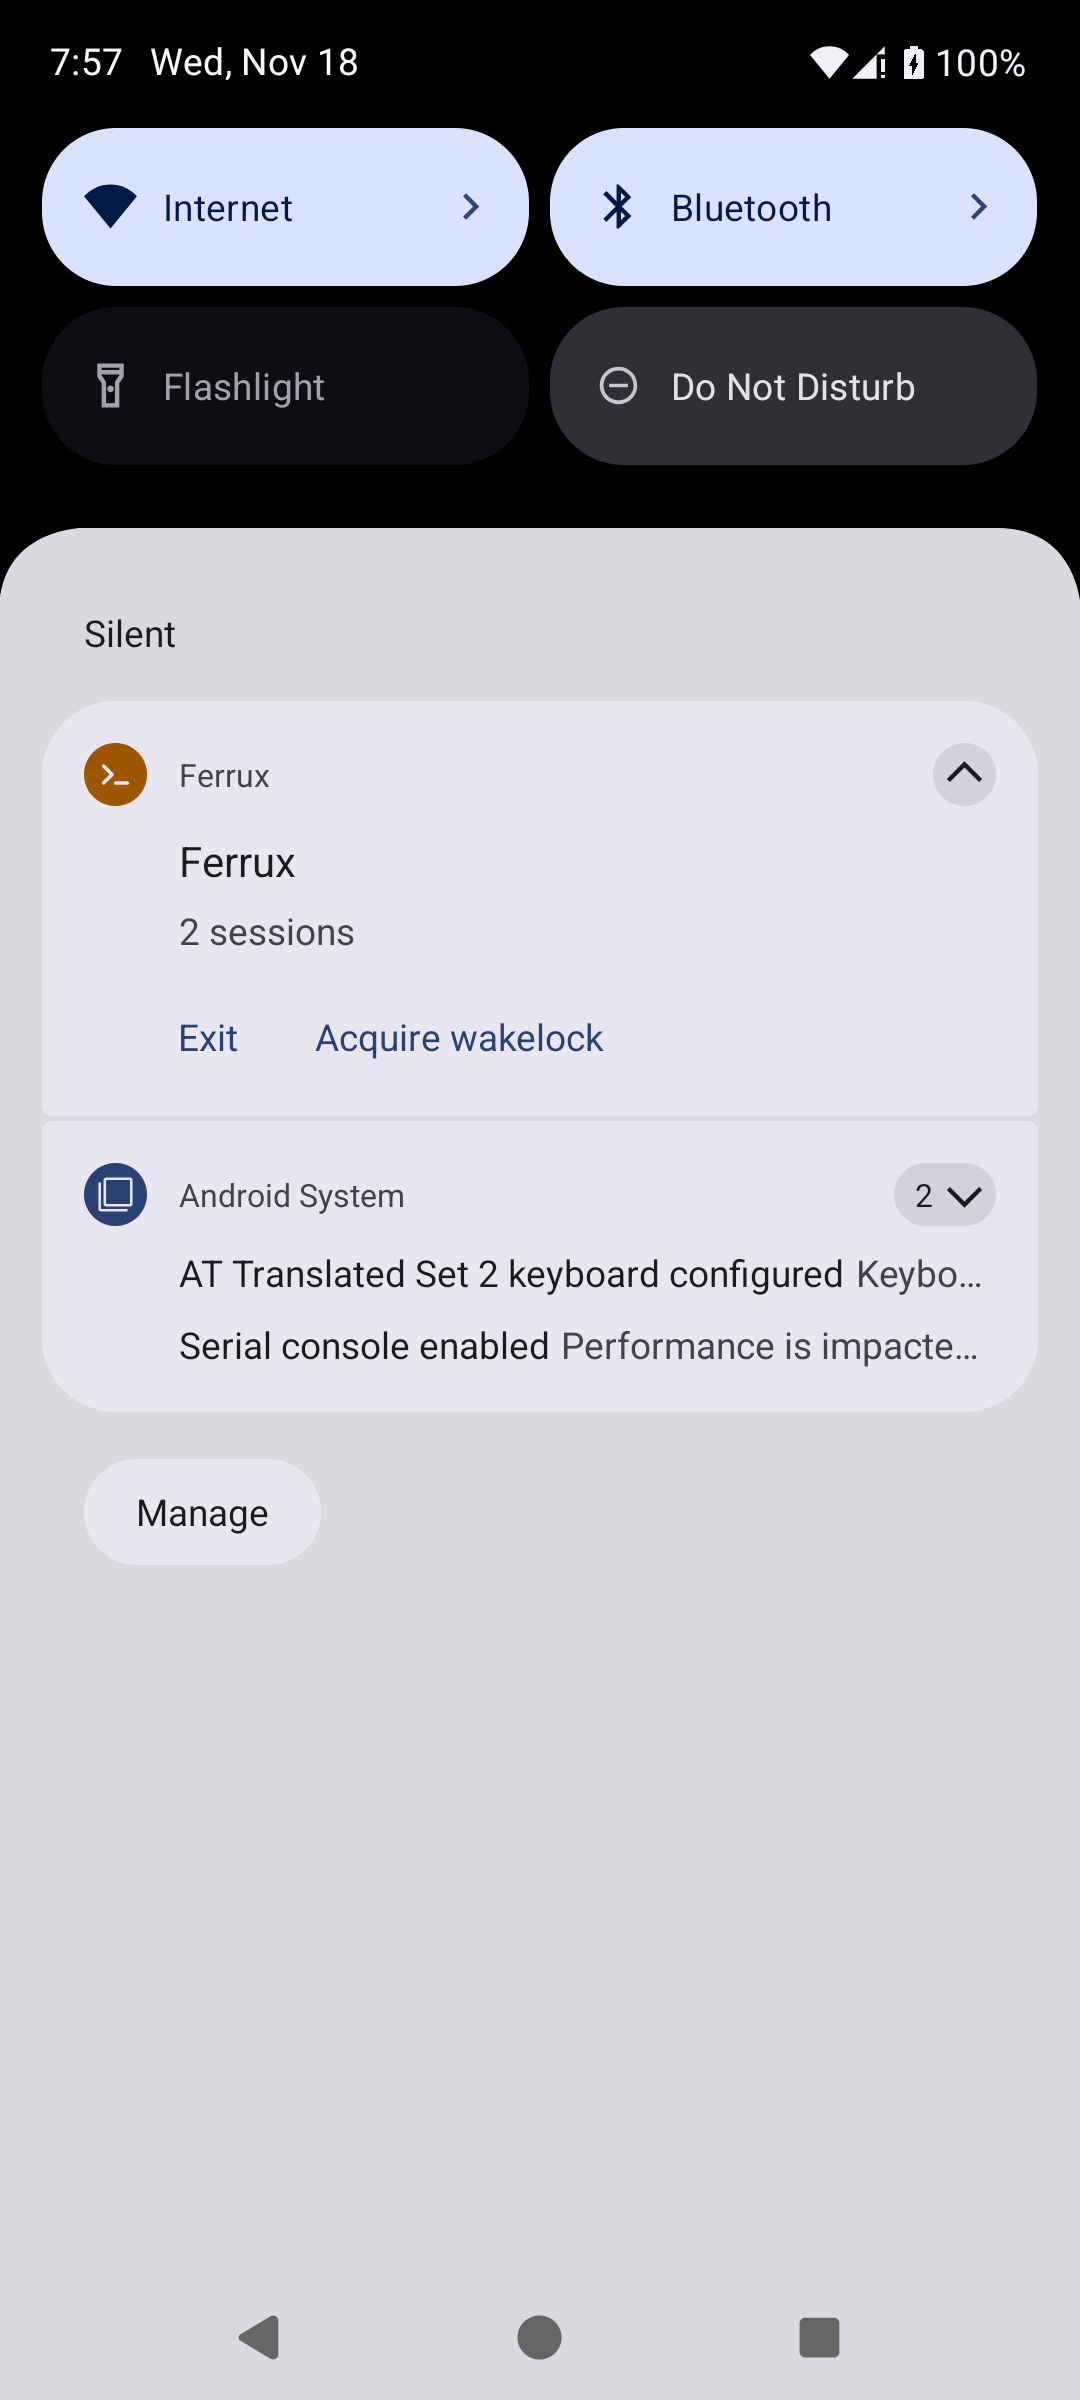 7:57 Wed, Nov 18 100%
Internet Bluetooth
Flashlight Do Not Disturb
Silent
Ferrux
Ferrux
2 sessions
Exit Acquire wakelock
Android System 2
AT Translated Set 2 keyboard configured Keybo…
Serial console enabled Performance is impacte…
Manage